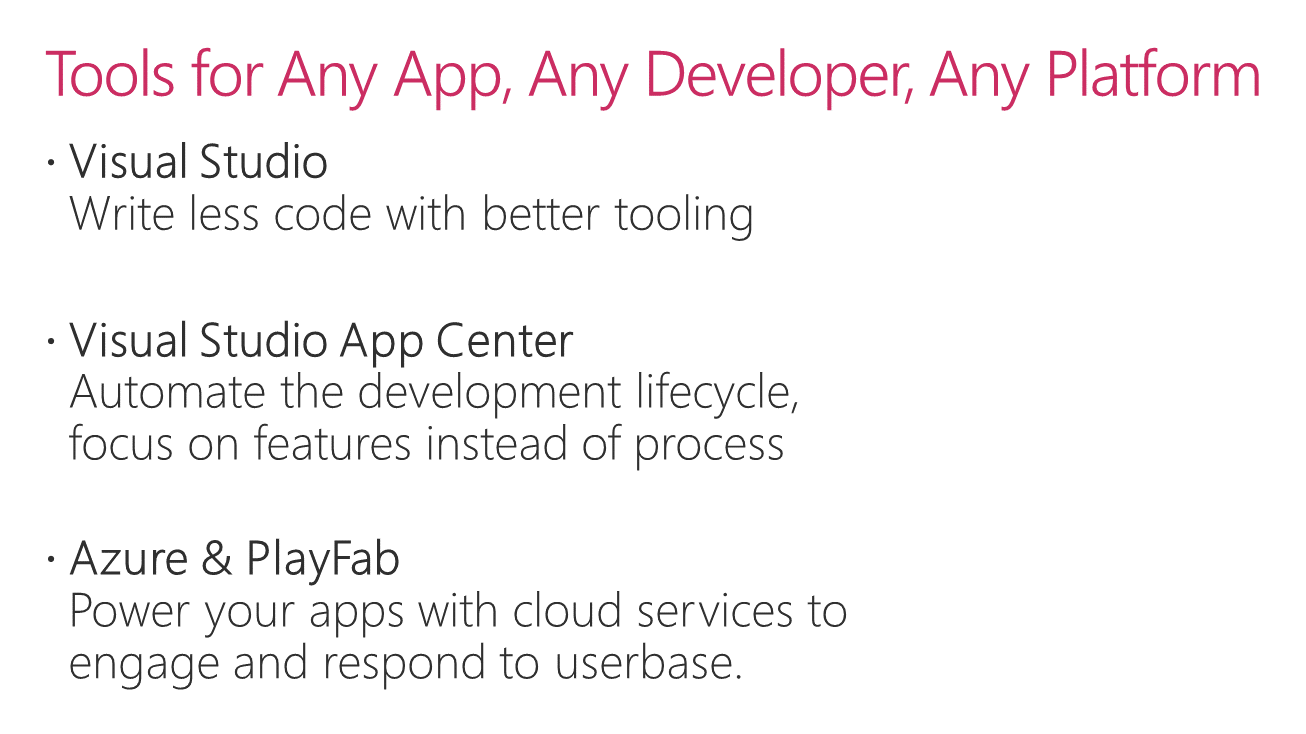 Tools for Any App, Any Developer, Any Platform
· Visual Studio
Write less code with better tooling
· Visual Studio App Center
Automate the development lifecycle,
focus on features instead of process
· Azure & PlayFab
Power your apps with cloud services to
engage and respond to userbase.